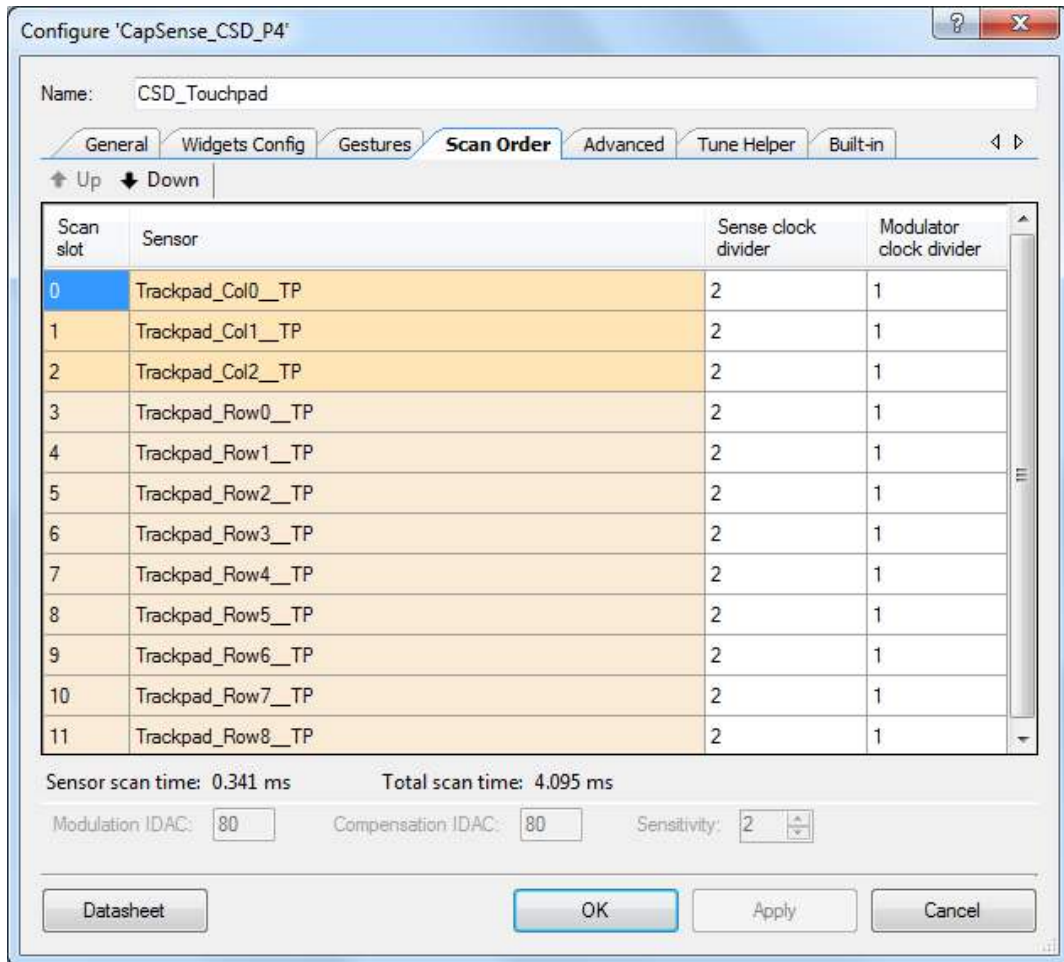 Configure 'CapSense_CSD_P4'
Name: CSD_Touchpad
General Widgets Config Gestures Scan Order Advanced Tune Helper Built-in
Up Down
Scan slot Sensor Sense clock divider Modulator clock divider
0 Trackpad_Col0__TP 2 1
1 Trackpad_Col1__TP 2 1
2 Trackpad_Col2__TP 2 1
3 Trackpad_Row0__TP 2 1
4 Trackpad_Row1__TP 2 1
5 Trackpad_Row2__TP 2 1
6 Trackpad_Row3__TP 2 1
7 Trackpad_Row4__TP 2 1
8 Trackpad_Row5__TP 2 1
9 Trackpad_Row6__TP 2 1
10 Trackpad_Row7__TP 2 1
11 Trackpad_Row8__TP 2 1
Sensor scan time: 0.341 ms Total scan time: 4.095 ms
Modulation IDAC: 80 Compensation IDAC: 80 Sensitivity: 2
Datasheet OK Apply Cancel